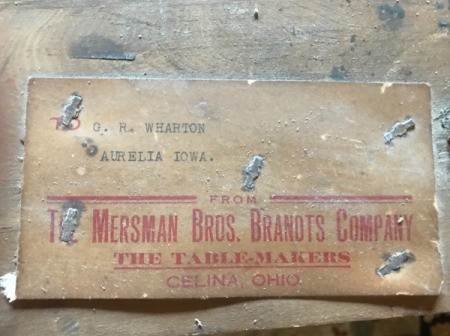 TO G. R. WHARTON
AURELIA IOWA.
FROM
THE MERSMAN BROS. BRANDTS COMPANY
THE TABLE-MAKERS
CELINA, OHIO